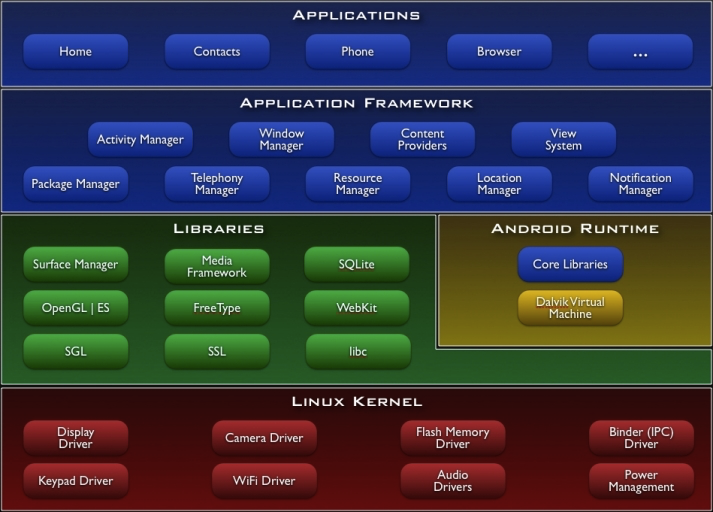 APPLICATIONS
Home
Contacts
Phone
Browser
...
APPLICATION FRAMEWORK
Activity Manager
Window
Manager
Content
Providers
View
System
Package Manager
Telephony
Manager
Resource
Manager
Location
Manager
Notification
Manager
LIBRARIES
Surface Manager
Media
Framework
SQLite
OpenGL | ES
FreeType
WebKit
SGL
SSL
libc
ANDROID RUNTIME
Core Libraries
Dalvik Virtual
Machine
LINUX KERNEL
Display
Driver
Camera Driver
Flash Memory
Driver
Binder (IPC)
Driver
Keypad Driver
WiFi Driver
Audio
Drivers
Power
Management